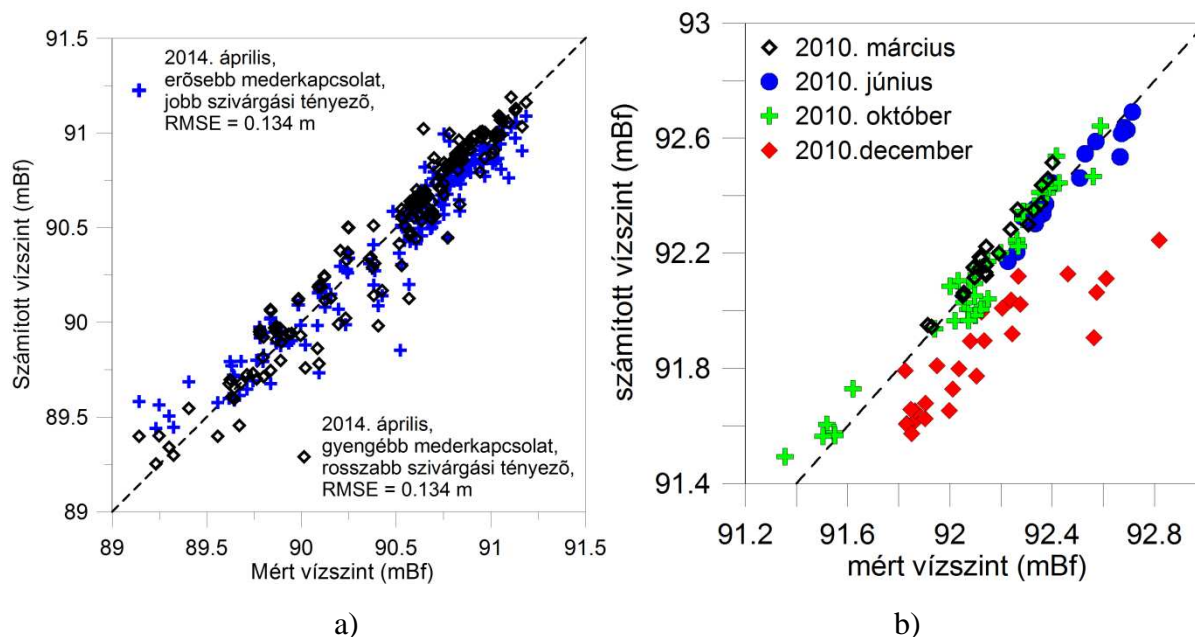 91.5
91
90.5
90
89.5
89
89
89.5
90
90.5
91
91.5
Számított vízszint (mBf)
Mért vízszint (mBf)
2014. április,
erõsebb mederkapcsolat,
jobb szivárgási tényezõ,
RMSE = 0.134 m
2014. április,
gyengébb mederkapcsolat,
rosszabb szivárgási tényezõ,
RMSE = 0.134 m
a)
93
92.6
92.2
91.8
91.4
91.2
91.6
92
92.4
92.8
számított vízszint (mBf)
mért vízszint (mBf)
2010. március
2010. június
2010. október
2010.december
b)